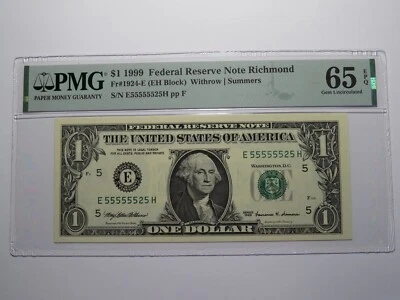 PMG
PAPER MONEY GUARANTY
$1 1999 Federal Reserve Note Richmond
Fr#1924-E (EH Block) Withrow | Summers
S/N E55555525H pp F
65 EPQ
Gem Uncirculated
FEDERAL RESERVE NOTE
THE UNITED STATES OF AMERICA
1
1
E 55555525 H
WASHINGTON, D.C.
5
5
E
E 55555525 H
5
5
1
1
ONE DOLLAR